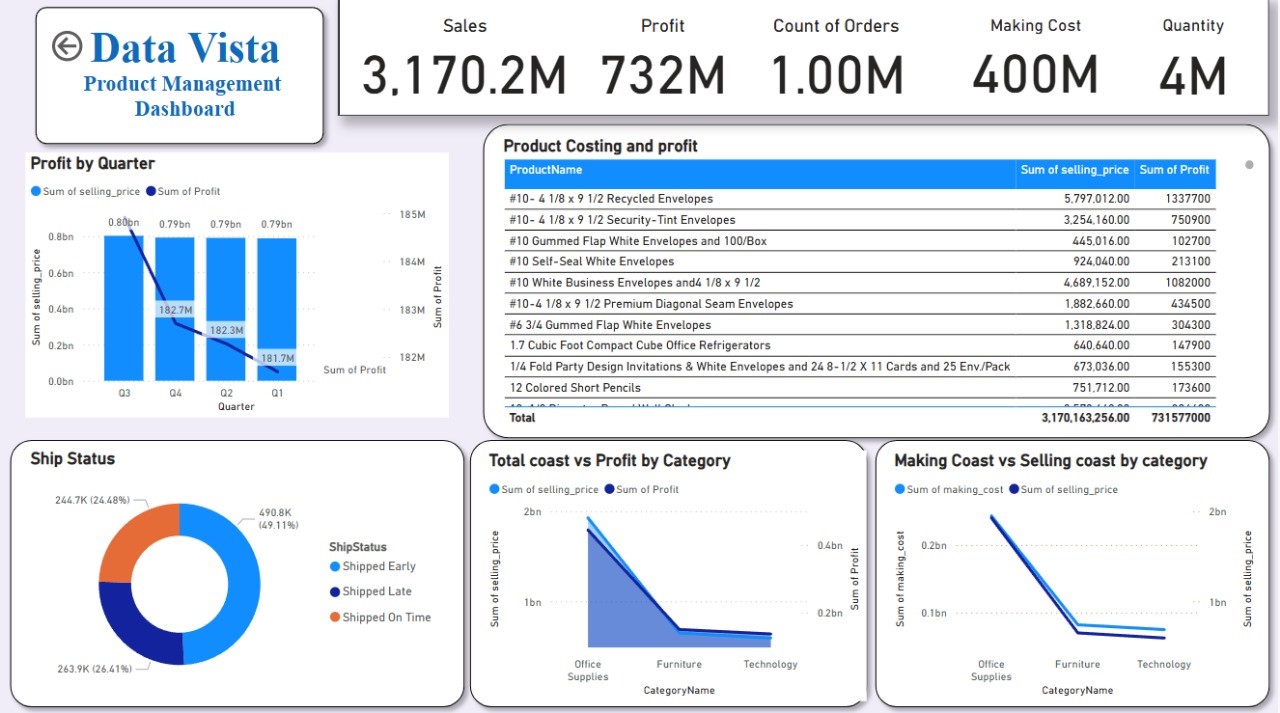 Data Vista
Product Management
Dashboard
Sales Profit Count of Orders Making Cost Quantity
3,170.2M 732M 1.00M 400M 4M
Profit by Quarter
Sum of selling_price Sum of Profit
0.80bn 0.79bn 0.79bn 0.79bn
185M
0.8bn
184M
0.6bn
183M
0.4bn
182.7M
182.3M
0.2bn
182M
181.7M
Sum of Profit
0.0bn
Q3 Q4 Q2 Q1
Quarter
Sum of selling_price
Sum of Profit
Product Costing and profit
ProductName Sum of selling_price Sum of Profit
#10- 4 1/8 x 9 1/2 Recycled Envelopes 5,797,012.00 1337700
#10- 4 1/8 x 9 1/2 Security-Tint Envelopes 3,254,160.00 750900
#10 Gummed Flap White Envelopes and 100/Box 445,016.00 102700
#10 Self-Seal White Envelopes 924,040.00 213100
#10 White Business Envelopes and4 1/8 x 9 1/2 4,689,152.00 1082000
#10-4 1/8 x 9 1/2 Premium Diagonal Seam Envelopes 1,882,660.00 434500
#6 3/4 Gummed Flap White Envelopes 1,318,824.00 304300
1.7 Cubic Foot Compact Cube Office Refrigerators 640,640.00 147900
1/4 Fold Party Design Invitations & White Envelopes and 24 8-1/2 X 11 Cards and 25 Env./Pack 673,036.00 155300
12 Colored Short Pencils 751,712.00 173600
Total 3,170,163,256.00 731577000
Ship Status
244.7K (24.48%)
490.8K
(49.11%)
263.9K (26.41%)
ShipStatus
Shipped Early
Shipped Late
Shipped On Time
Total coast vs Profit by Category
Sum of selling_price Sum of Profit
2bn
0.4bn
1bn
0.2bn
Sum of selling_price
Sum of Profit
Office
Supplies
Furniture
Technology
CategoryName
Making Coast vs Selling coast by category
Sum of making_cost Sum of selling_price
2bn
0.2bn
1bn
0.1bn
Sum of making_cost
Sum of selling_price
Office
Supplies
Furniture
Technology
CategoryName